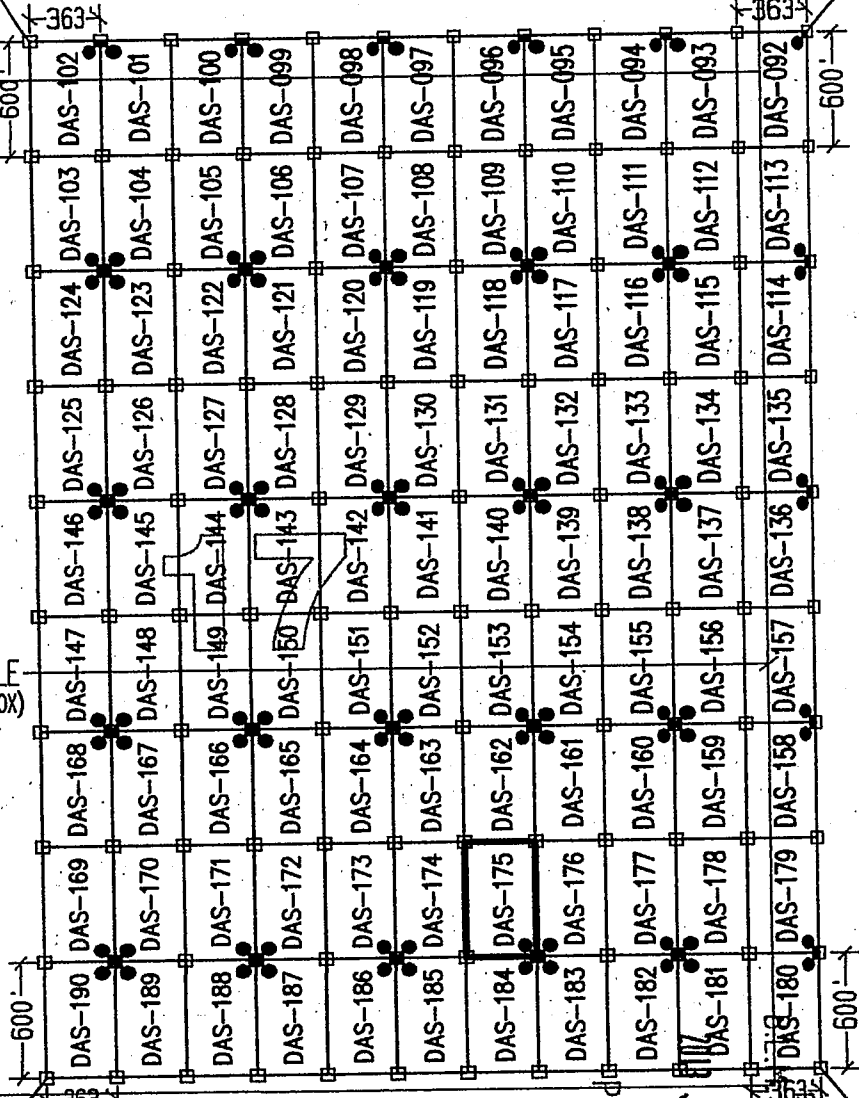 363' 363'
600' DAS-102 DAS-101 DAS-100 DAS-099 DAS-098 DAS-097 DAS-096 DAS-095 DAS-094 DAS-093 DAS-092 600'
DAS-103 DAS-104 DAS-105 DAS-106 DAS-107 DAS-108 DAS-109 DAS-110 DAS-111 DAS-112 DAS-113
DAS-124 DAS-123 DAS-122 DAS-121 DAS-120 DAS-119 DAS-118 DAS-117 DAS-116 DAS-115 DAS-114
DAS-125 DAS-126 DAS-127 DAS-128 DAS-129 DAS-130 DAS-131 DAS-132 DAS-133 DAS-134 DAS-135
DAS-146 DAS-145 DAS-144 DAS-143 DAS-142 DAS-141 DAS-140 DAS-139 DAS-138 DAS-137 DAS-136
17
DAS-147 DAS-148 DAS-149 DAS-150 DAS-151 DAS-152 DAS-153 DAS-154 DAS-155 DAS-156 DAS-157
DAS-168 DAS-167 DAS-166 DAS-165 DAS-164 DAS-163 DAS-162 DAS-161 DAS-160 DAS-159 DAS-158
DAS-169 DAS-170 DAS-171 DAS-172 DAS-173 DAS-174 DAS-175 DAS-176 DAS-177 DAS-178 DAS-179
600' DAS-190 DAS-189 DAS-188 DAS-187 DAS-186 DAS-185 DAS-184 DAS-183 DAS-182 DAS-181 DAS-180 600'
363' 363'